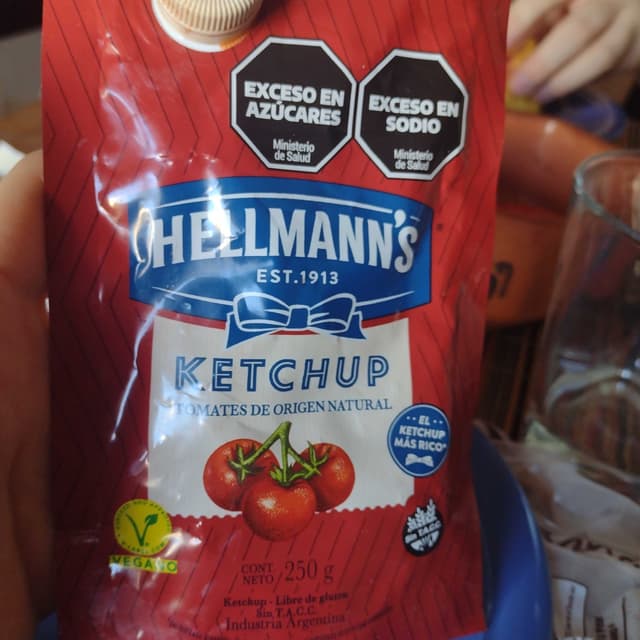 EXCESO EN
AZÚCARES
Ministerio
de Salud
EXCESO EN
SODIO
Ministerio
de Salud
HELLMANN'S
EST.1913
KETCHUP
TOMATES DE ORIGEN NATURAL
EL
KETCHUP
MÁS RICO*
VEGANO
Sin T.A.C.C.
CONT.
NETO
250 g
Ketchup - Libre de gluten
Sin T.A.C.C.
Industria Argentina